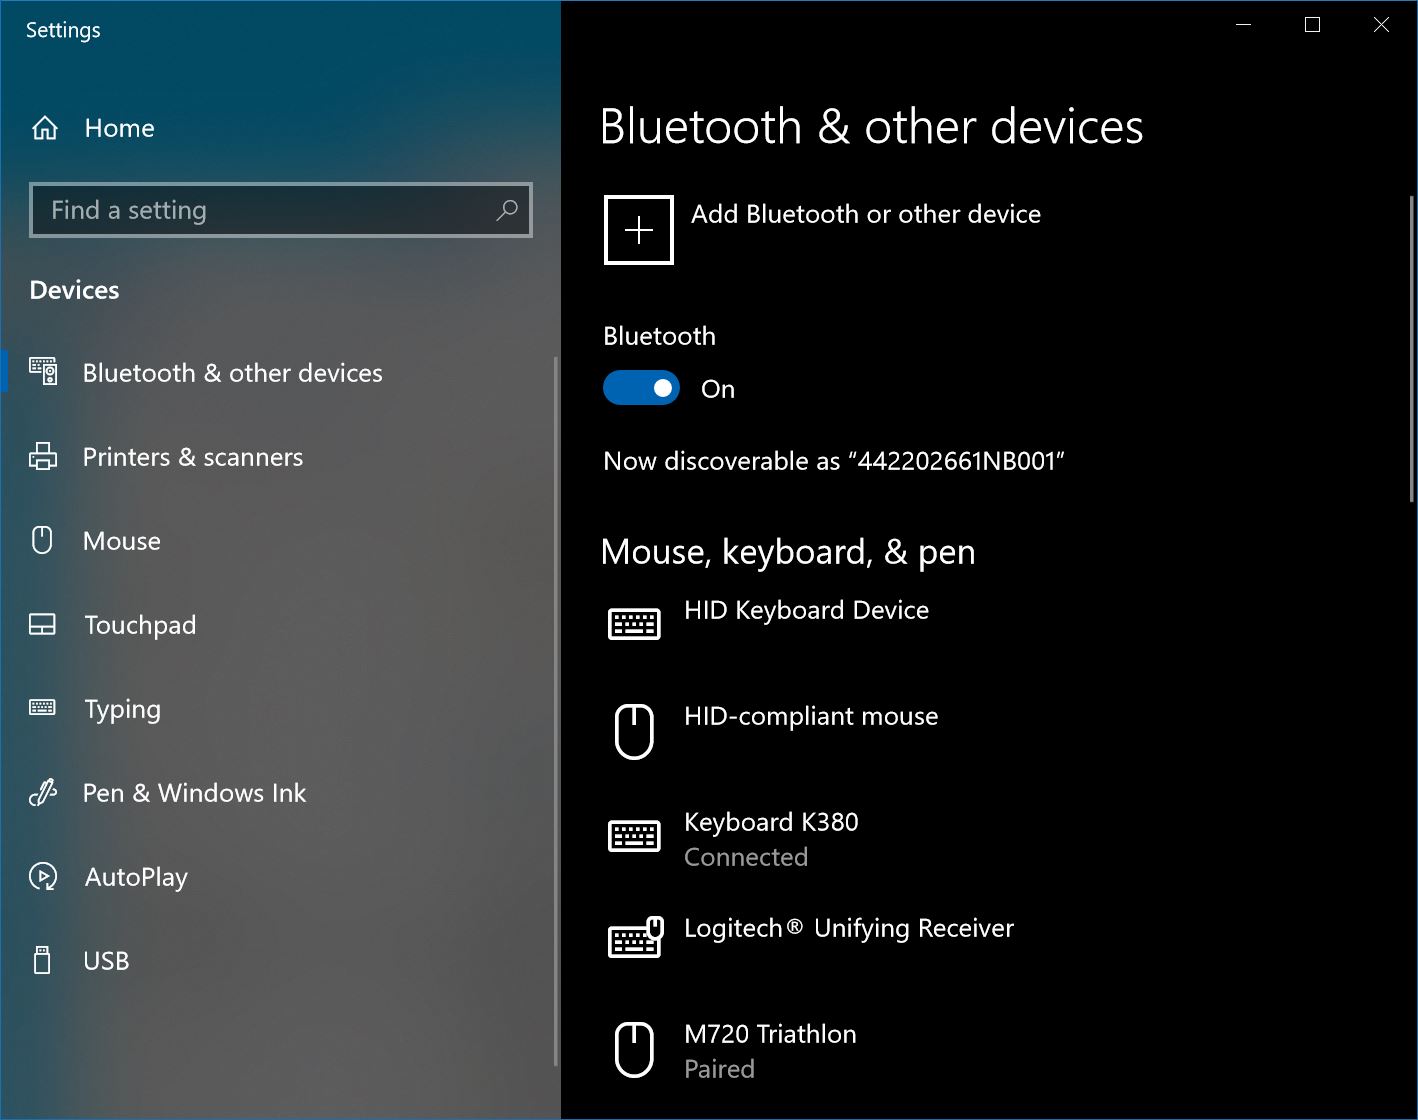 Settings
Home
Find a setting
Devices
Bluetooth & other devices
Printers & scanners
Mouse
Touchpad
Typing
Pen & Windows Ink
AutoPlay
USB
Bluetooth & other devices
Add Bluetooth or other device
Bluetooth
On
Now discoverable as “442202661NB001”
Mouse, keyboard, & pen
HID Keyboard Device
HID-compliant mouse
Keyboard K380
Connected
Logitech® Unifying Receiver
M720 Triathlon
Paired